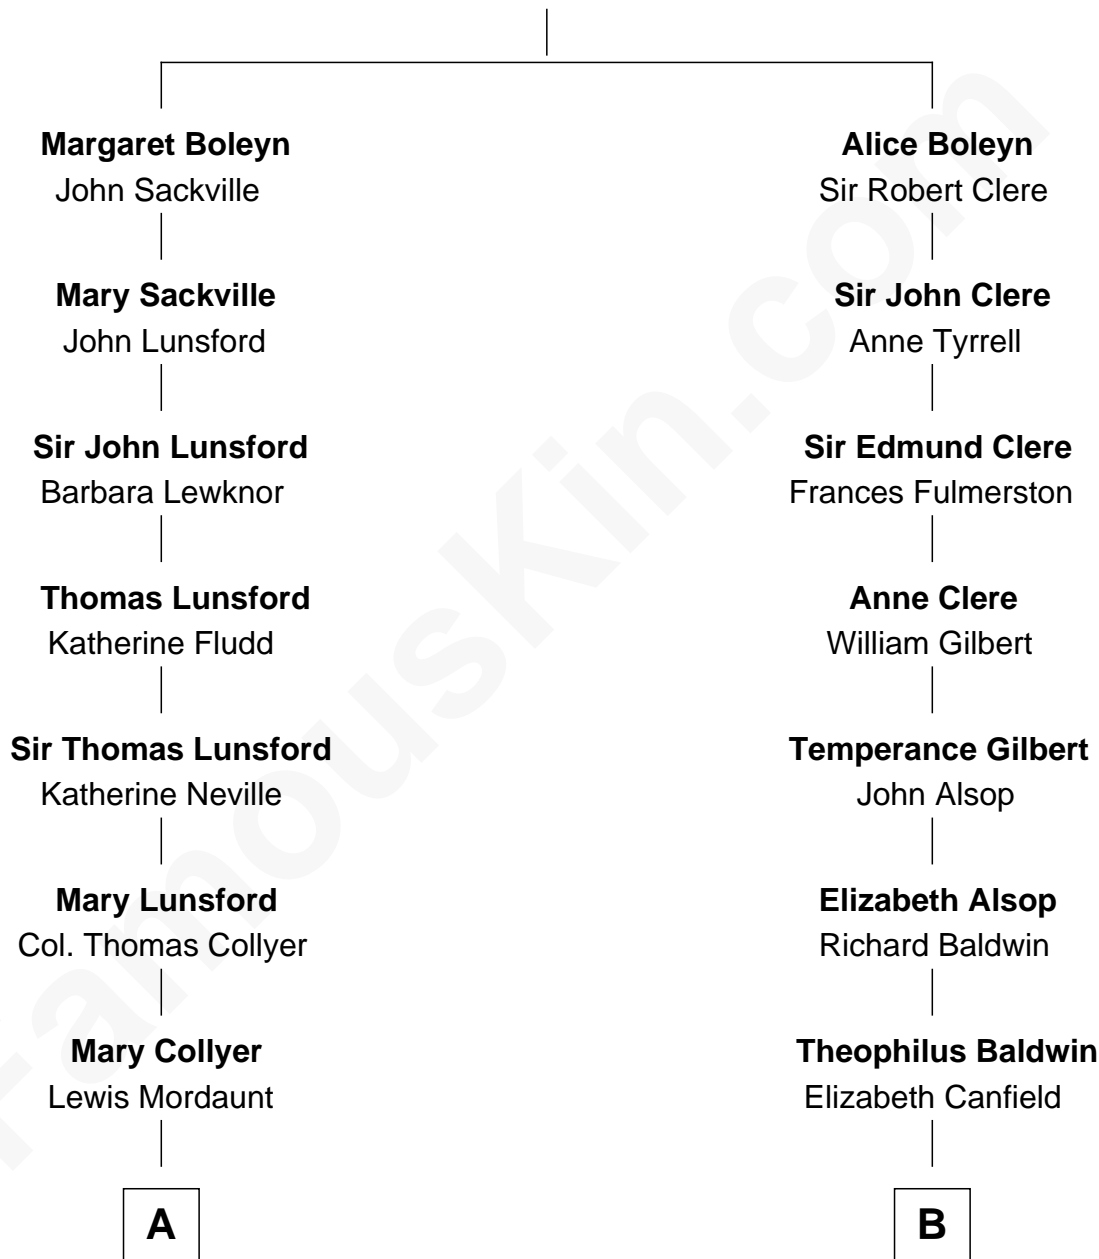 Margaret Boleyn
John Sackville
Mary Sackville
John Lunsford
Sir John Lunsford
Barbara Lewknor
Thomas Lunsford
Katherine Fludd
Sir Thomas Lunsford
Katherine Neville
Mary Lunsford
Col. Thomas Collyer
Mary Collyer
Lewis Mordaunt
A
Alice Boleyn
Sir Robert Clere
Sir John Clere
Anne Tyrrell
Sir Edmund Clere
Frances Fulmerston
Anne Clere
William Gilbert
Temperance Gilbert
John Alsop
Elizabeth Alsop
Richard Baldwin
Theophilus Baldwin
Elizabeth Canfield
B
FamousKin.com